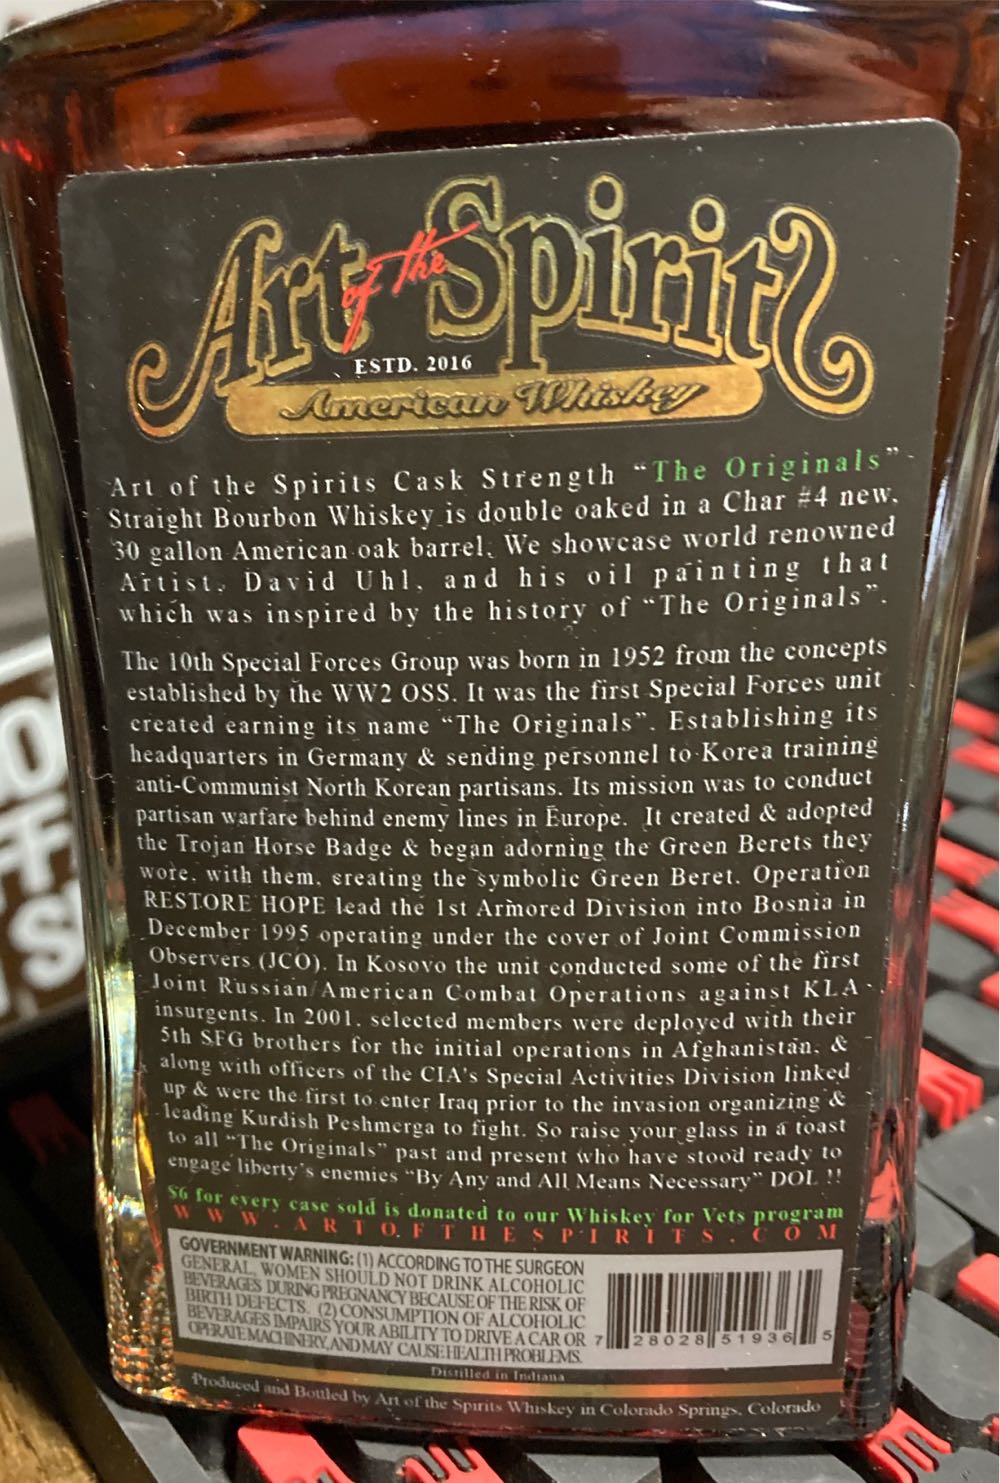 Art of the Spirits
ESTD. 2016
American Whiskey
Art of the Spirits Cask Strength “The Originals”
Straight Bourbon Whiskey is double oaked in a Char #4 new,
30 gallon American oak barrel. We showcase world renowned
Artist, David Uhl, and his oil painting that
which was inspired by the history of “The Originals”.
The 10th Special Forces Group was born in 1952 from the concepts
established by the WW2 OSS. It was the first Special Forces unit
created earning its name “The Originals”. Establishing its
headquarters in Germany & sending personnel to Korea training
anti-Communist North Korean partisans. Its mission was to conduct
partisan warfare behind enemy lines in Europe. It created & adopted
the Trojan Horse Badge & began adorning the Green Berets they
wore, with them, creating the symbolic Green Beret. Operation
RESTORE HOPE lead the 1st Armored Division into Bosnia in
December 1995 operating under the cover of Joint Commission
Observers (JCO). In Kosovo the unit conducted some of the first
Joint Russian/American Combat Operations against KLA
insurgents. In 2001, selected members were deployed with their
5th SFG brothers for the initial operations in Afghanistan, &
along with officers of the CIA's Special Activities Division linked
up & were the first to enter Iraq prior to the invasion organizing &
leading Kurdish Peshmerga to fight. So raise your glass in a toast
to all “The Originals” past and present who have stood ready to
engage liberty's enemies “By Any and All Means Necessary” DOL !!
$6 for every case sold is donated to our Whiskey for Vets program
WWW.ARTOFTHESPIRITS.COM
GOVERNMENT WARNING: (1) ACCORDING TO THE SURGEON
GENERAL, WOMEN SHOULD NOT DRINK ALCOHOLIC
BEVERAGES DURING PREGNANCY BECAUSE OF THE RISK OF
BIRTH DEFECTS. (2) CONSUMPTION OF ALCOHOLIC
BEVERAGES IMPAIRS YOUR ABILITY TO DRIVE A CAR OR
OPERATE MACHINERY, AND MAY CAUSE HEALTH PROBLEMS.
7 28028 51936 5
Distilled in Indiana
Produced and Bottled by Art of the Spirits Whiskey in Colorado Springs, Colorado